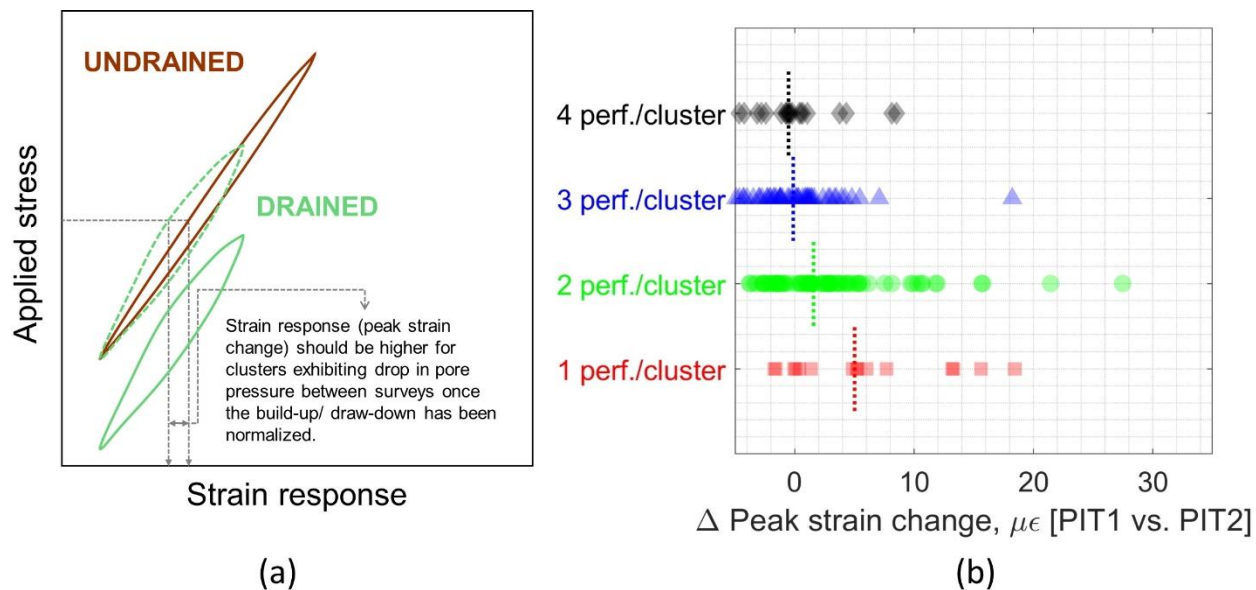 UNDRAINED
DRAINED
Applied stress
Strain response (peak strain
change) should be higher for
clusters exhibiting drop in pore
pressure between surveys once
the build-up/ draw-down has been
normalized.
Strain response
(a)
4 perf./cluster
3 perf./cluster
2 perf./cluster
1 perf./cluster
0 10 20 30
Δ Peak strain change, με [PIT1 vs. PIT2]
(b)